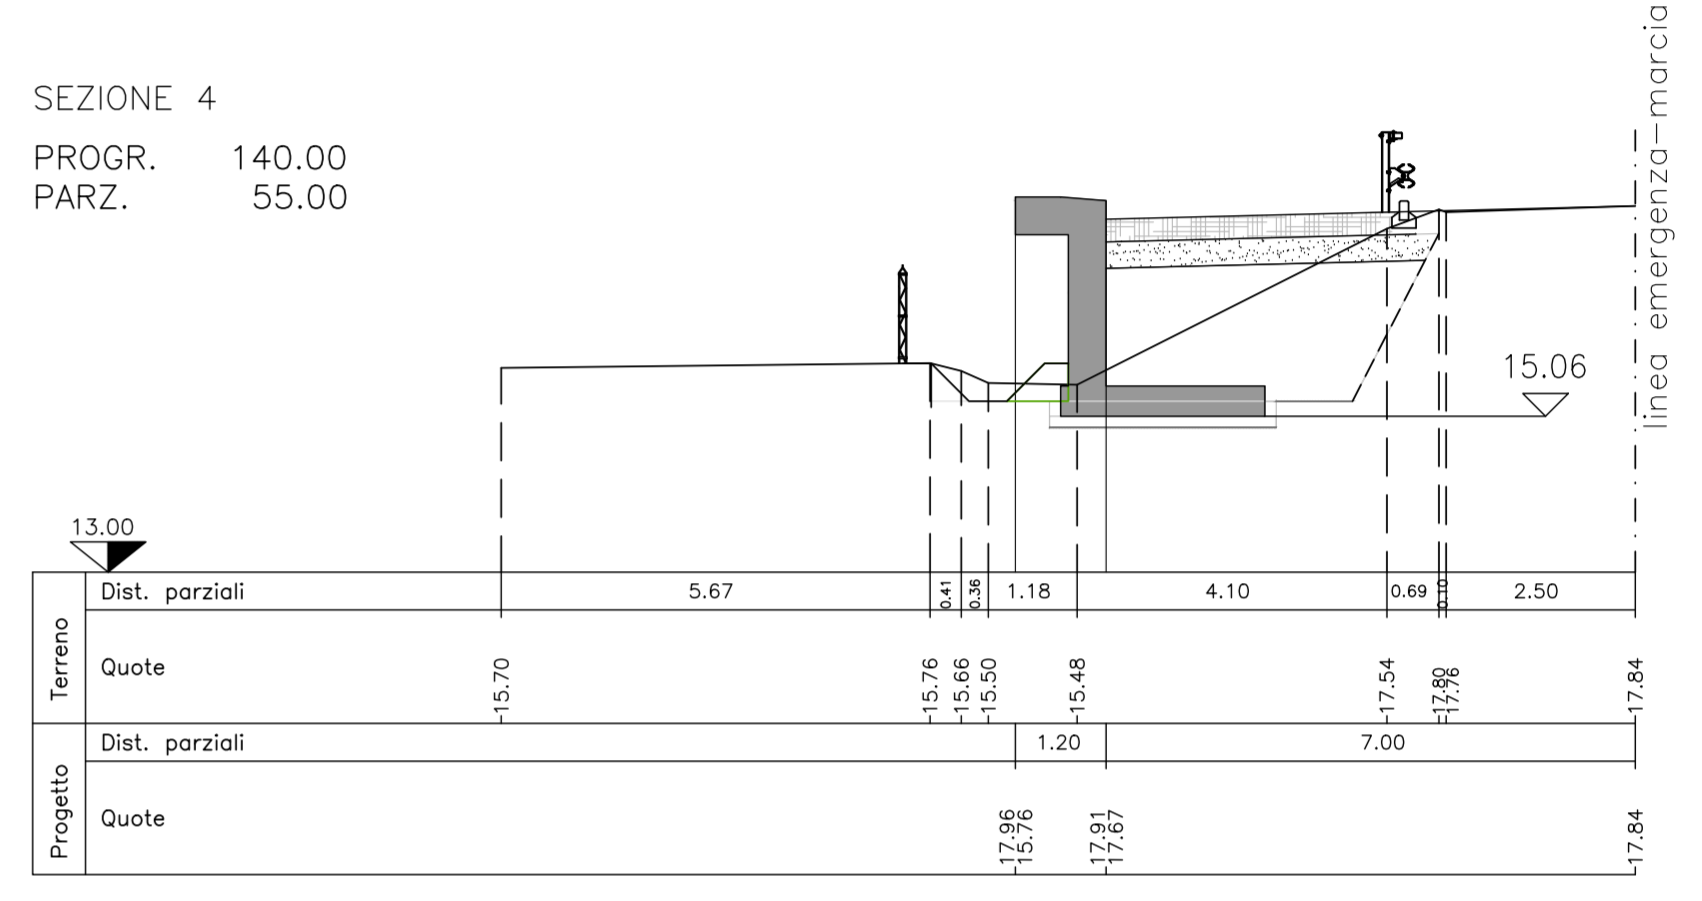 SEZIONE 4
PROGR. 140.00
PARZ. 55.00
linea emergenza-marcia
15.06
13.00
Terreno
Dist. parziali 5.67 0.41 0.36 1.18 4.10 0.69 0.10 2.50
Quote 15.70 15.76 15.66 15.50 15.48 17.54 17.80 17.76 17.84
Progetto
Dist. parziali 1.20 7.00
Quote 17.96 15.76 17.91 17.67 17.84